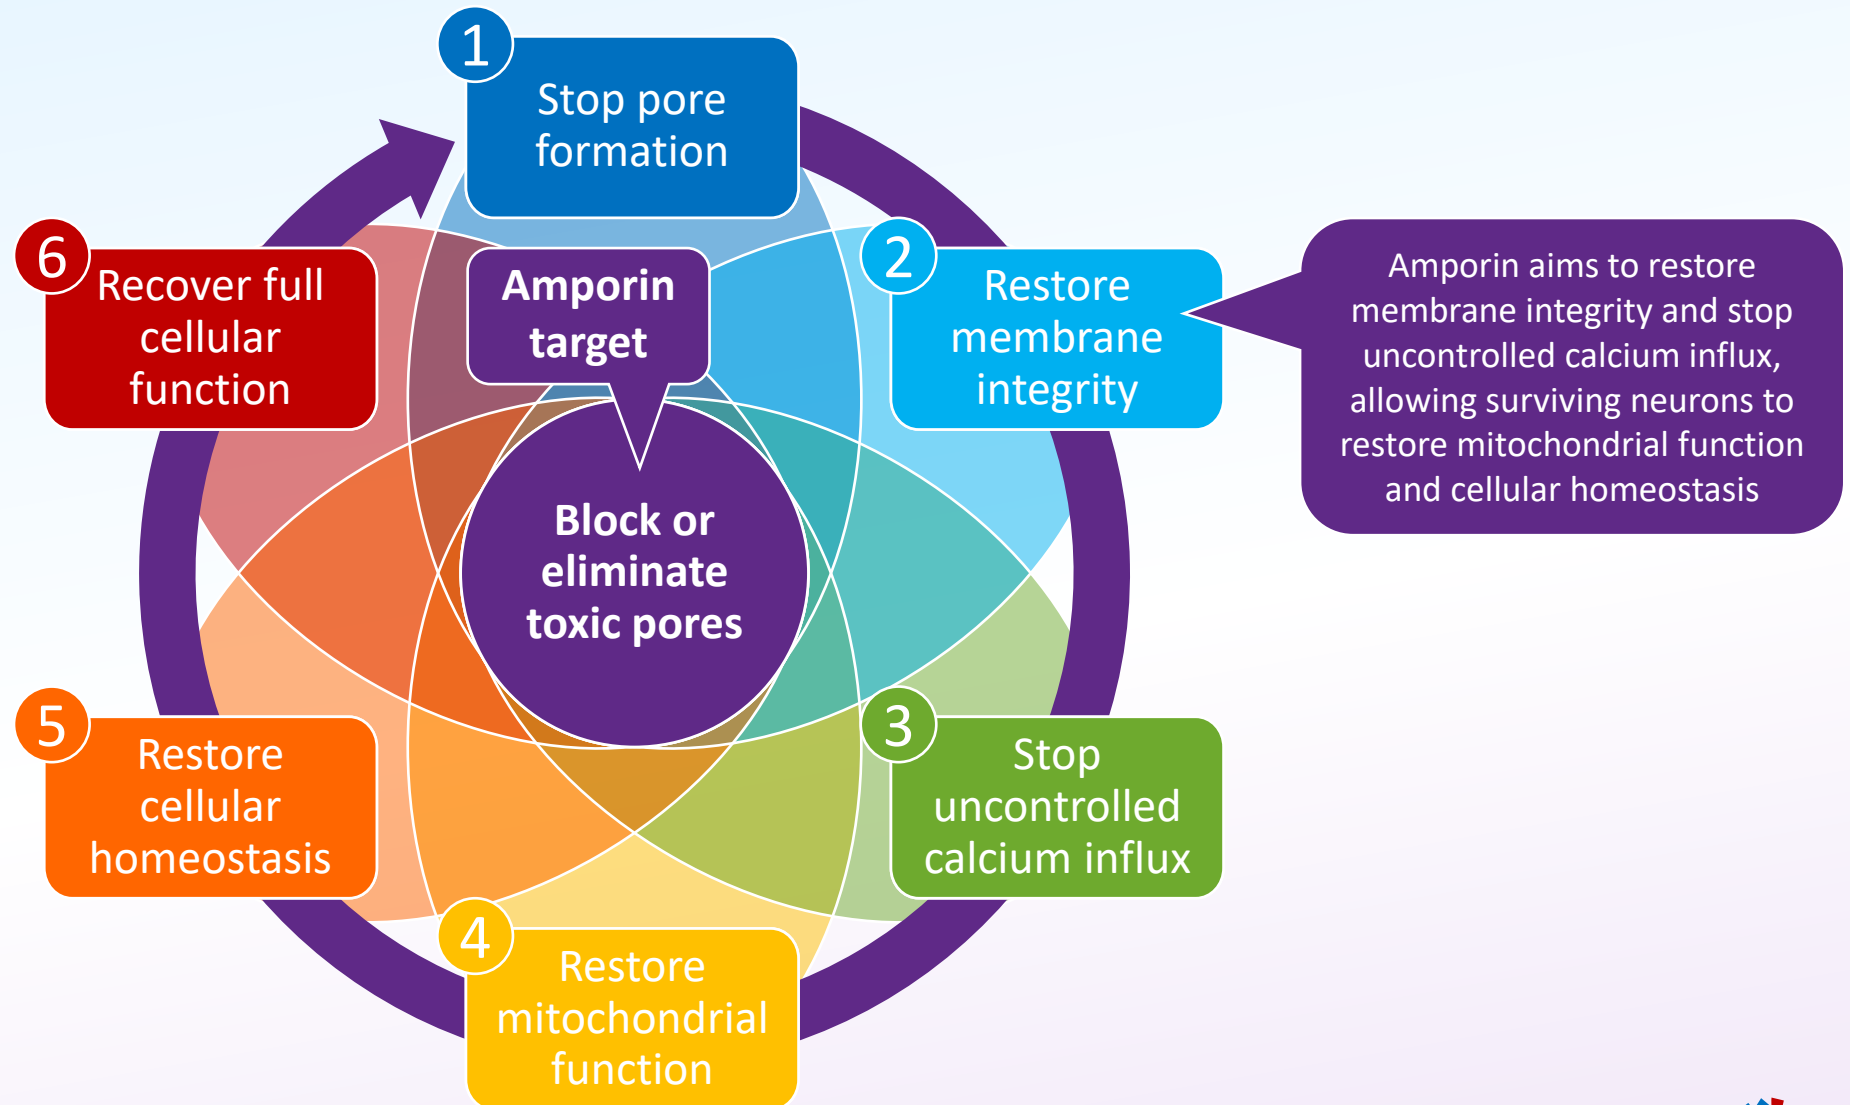 1
Stop pore
formation
2
Restore
membrane
integrity
Amporin aims to restore
membrane integrity and stop
uncontrolled calcium influx,
allowing surviving neurons to
restore mitochondrial function
and cellular homeostasis
3
Stop
uncontrolled
calcium influx
4
Restore
mitochondrial
function
5
Restore
cellular
homeostasis
6
Recover full
cellular
function
Amporin
target
Block or
eliminate
toxic pores